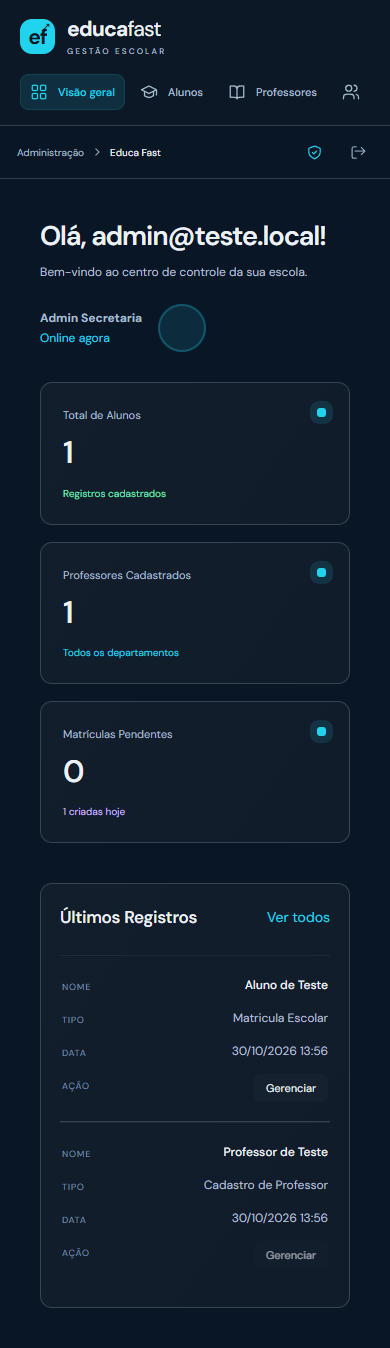 ef educafast
GESTÃO ESCOLAR
Visão geral Alunos Professores
Administração > Educa Fast
Olá, admin@teste.local!
Bem-vindo ao centro de controle da sua escola.
Admin Secretaria
Online agora
Total de Alunos
1
Registros cadastrados
Professores Cadastrados
1
Todos os departamentos
Matrículas Pendentes
0
1 criadas hoje
Últimos Registros Ver todos
NOME Aluno de Teste
TIPO Matricula Escolar
DATA 30/10/2026 13:56
AÇÃO Gerenciar
NOME Professor de Teste
TIPO Cadastro de Professor
DATA 30/10/2026 13:56
AÇÃO Gerenciar